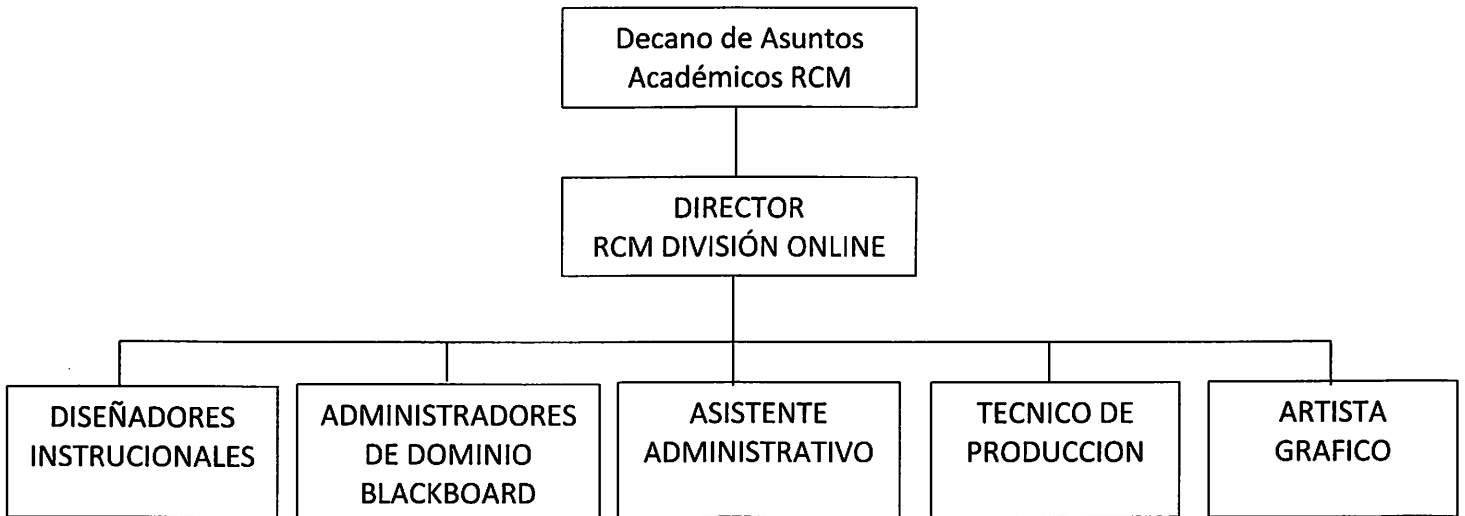 Decano de Asuntos
Académicos RCM
DIRECTOR
RCM DIVISIÓN ONLINE
DISEÑADORES
INSTRUCIONALES
ADMINISTRADORES
DE DOMINIO
BLACKBOARD
ASISTENTE
ADMINISTRATIVO
TECNICO DE
PRODUCCION
ARTISTA
GRAFICO